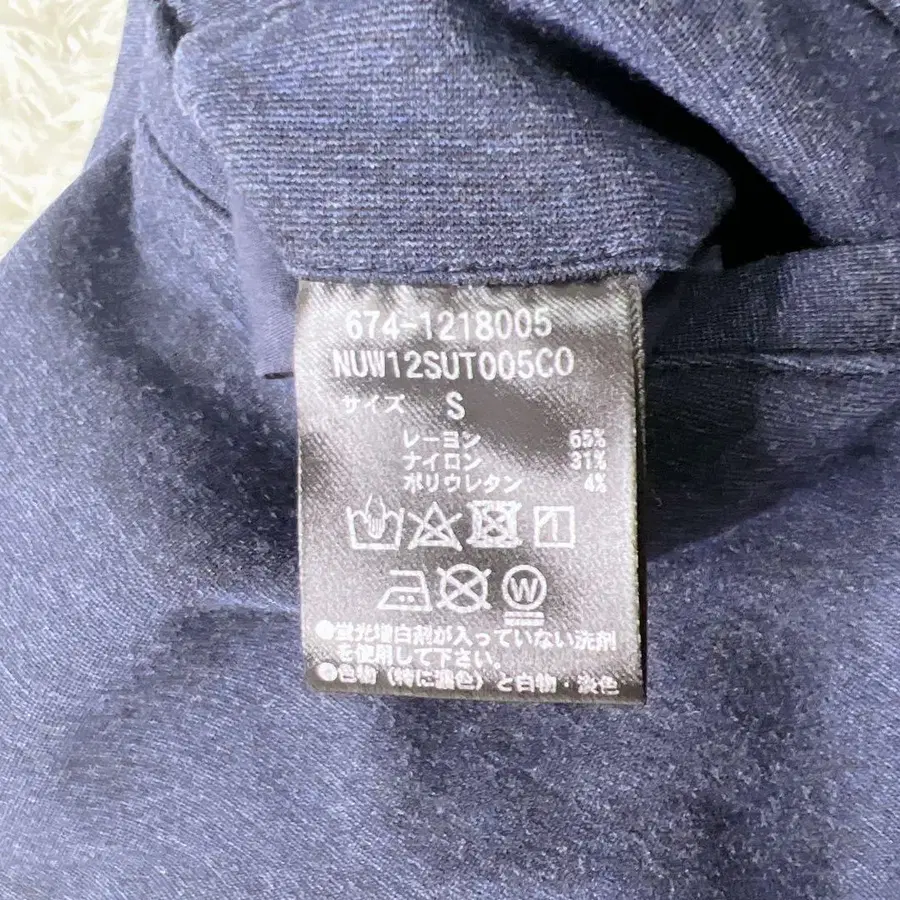 674-1218005
NUW12SUT005CO
サイズ S
レーヨン 65%
ナイロン 31%
ポリウレタン 4%
W
●蛍光増白剤が入っていない洗剤
を使用して下さい。
●色物（特に濃色）と白物・淡色